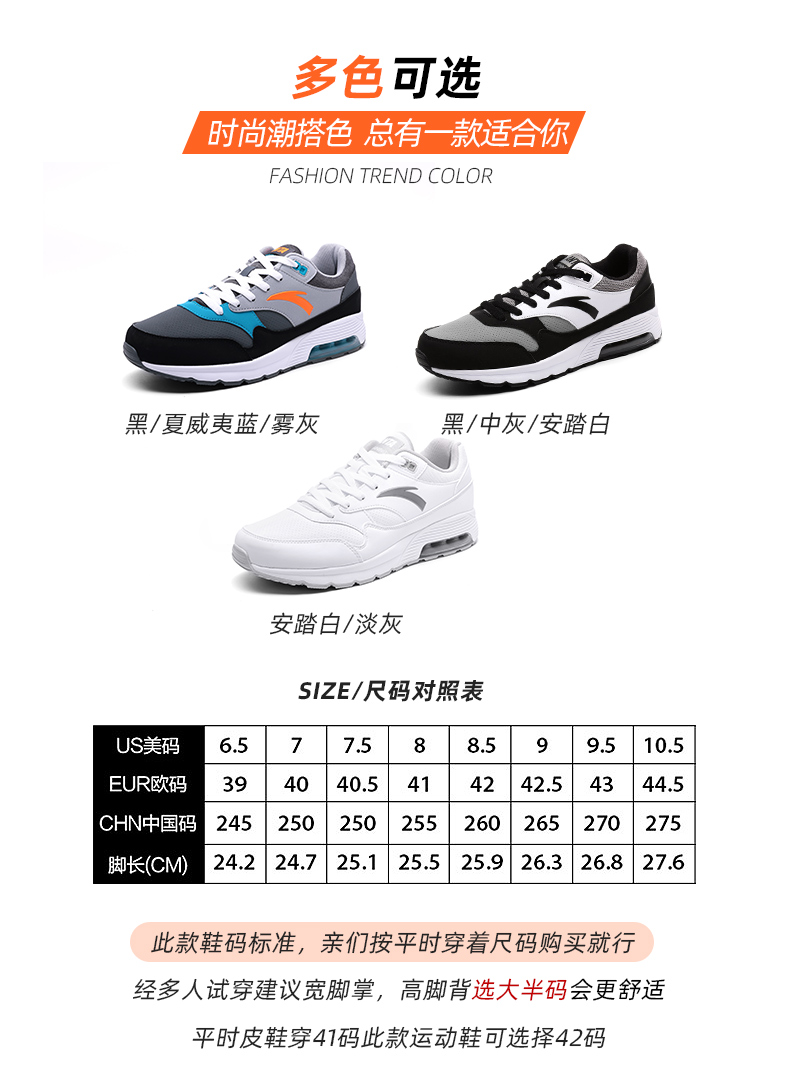 多色可选
时尚潮搭色 总有一款适合你
FASHION TREND COLOR
黑/夏威夷蓝/雾灰
黑/中灰/安踏白
安踏白/淡灰
SIZE/尺码对照表
US美码 6.5 7 7.5 8 8.5 9 9.5 10.5
EUR欧码 39 40 40.5 41 42 42.5 43 44.5
CHN中国码 245 250 250 255 260 265 270 275
脚长(CM) 24.2 24.7 25.1 25.5 25.9 26.3 26.8 27.6
此款鞋码标准，亲们按平时穿着尺码购买就行
经多人试穿建议宽脚掌，高脚背选大半码会更舒适
平时皮鞋穿41码此款运动鞋可选择42码